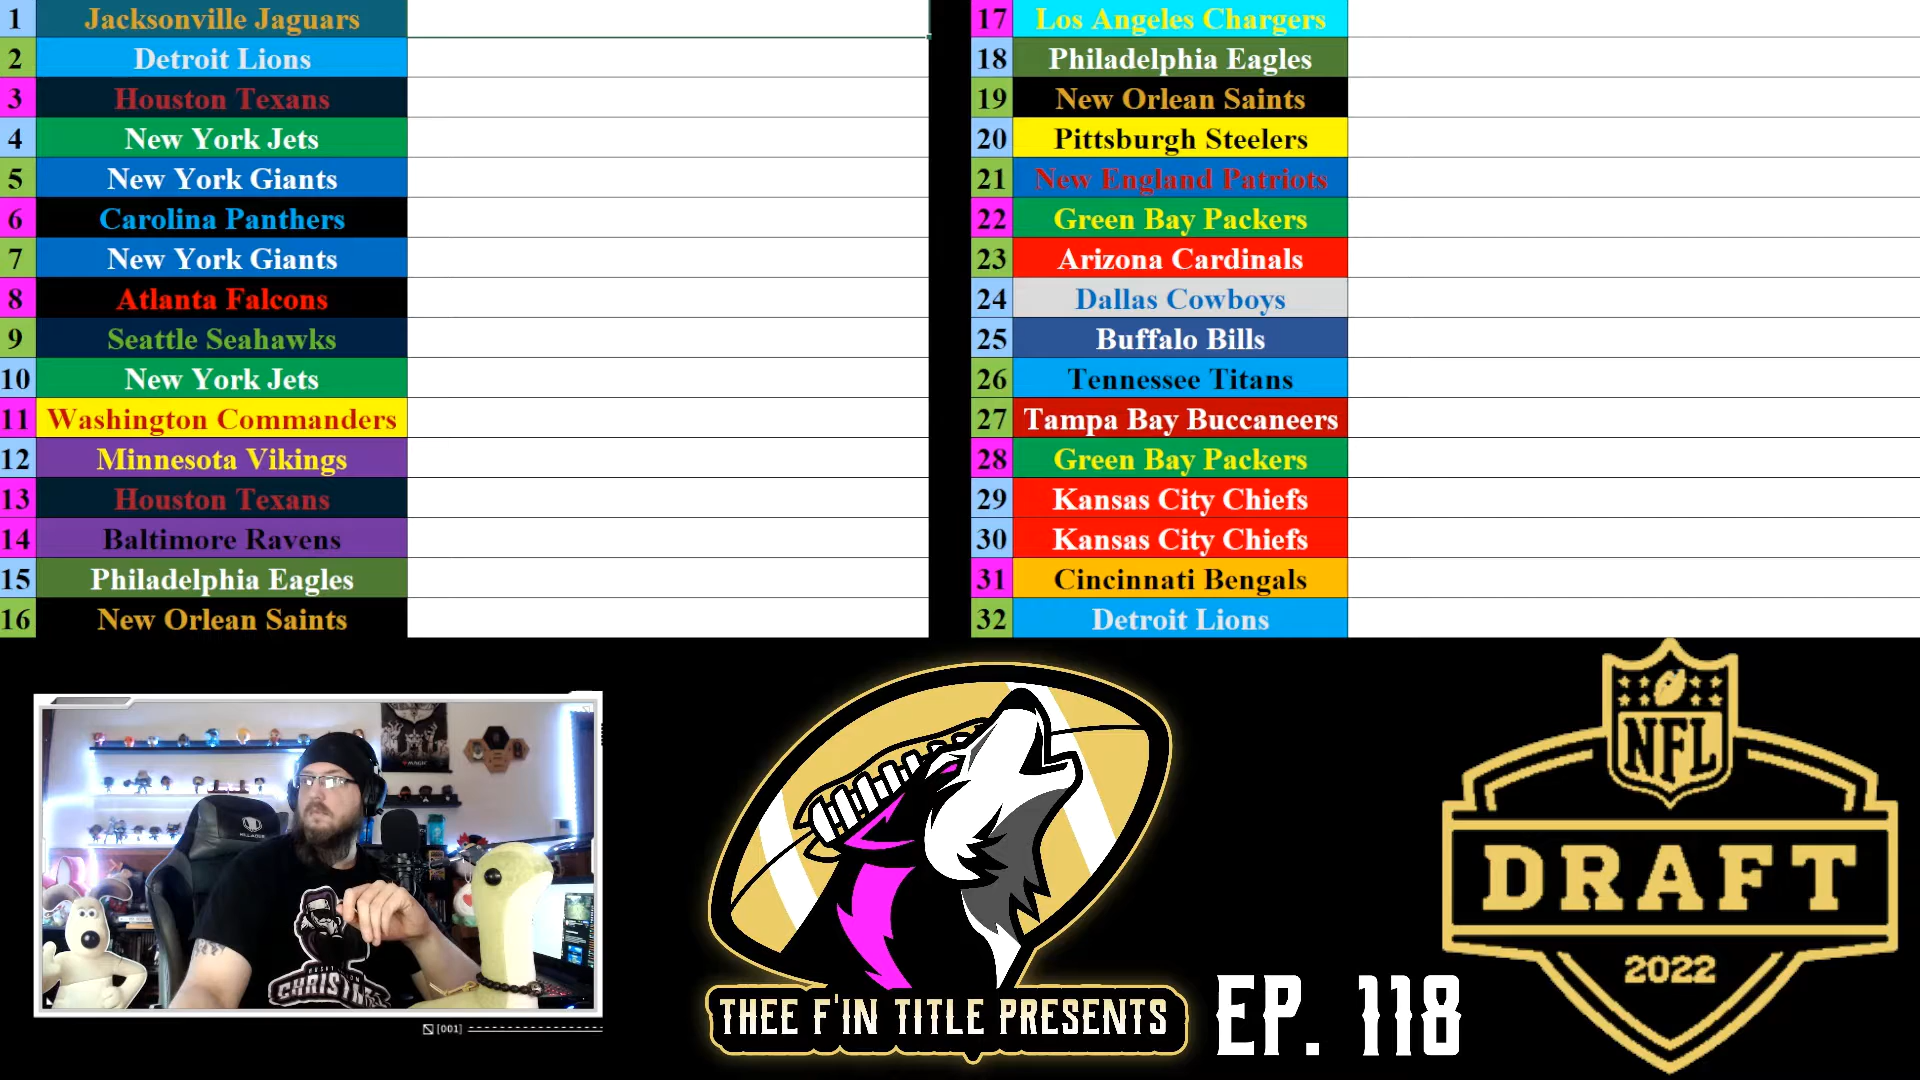 1 Jacksonville Jaguars
2 Detroit Lions
3 Houston Texans
4 New York Jets
5 New York Giants
6 Carolina Panthers
7 New York Giants
8 Atlanta Falcons
9 Seattle Seahawks
10 New York Jets
11 Washington Commanders
12 Minnesota Vikings
13 Houston Texans
14 Baltimore Ravens
15 Philadelphia Eagles
16 New Orlean Saints
17 Los Angeles Chargers
18 Philadelphia Eagles
19 New Orlean Saints
20 Pittsburgh Steelers
21 New England Patriots
22 Green Bay Packers
23 Arizona Cardinals
24 Dallas Cowboys
25 Buffalo Bills
26 Tennessee Titans
27 Tampa Bay Buccaneers
28 Green Bay Packers
29 Kansas City Chiefs
30 Kansas City Chiefs
31 Cincinnati Bengals
32 Detroit Lions
[001]
THEE F'IN TITLE PRESENTS
EP. 118
NFL
DRAFT
2022